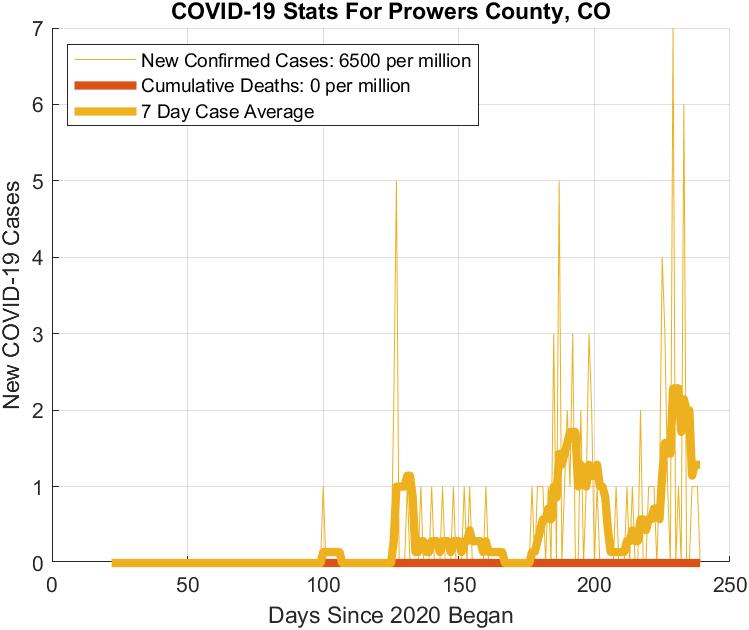 COVID-19 Stats For Prowers County, CO
New Confirmed Cases: 6500 per million
Cumulative Deaths: 0 per million
7 Day Case Average
New COVID-19 Cases
7
6
5
4
3
2
1
0
0 50 100 150 200 250
Days Since 2020 Began